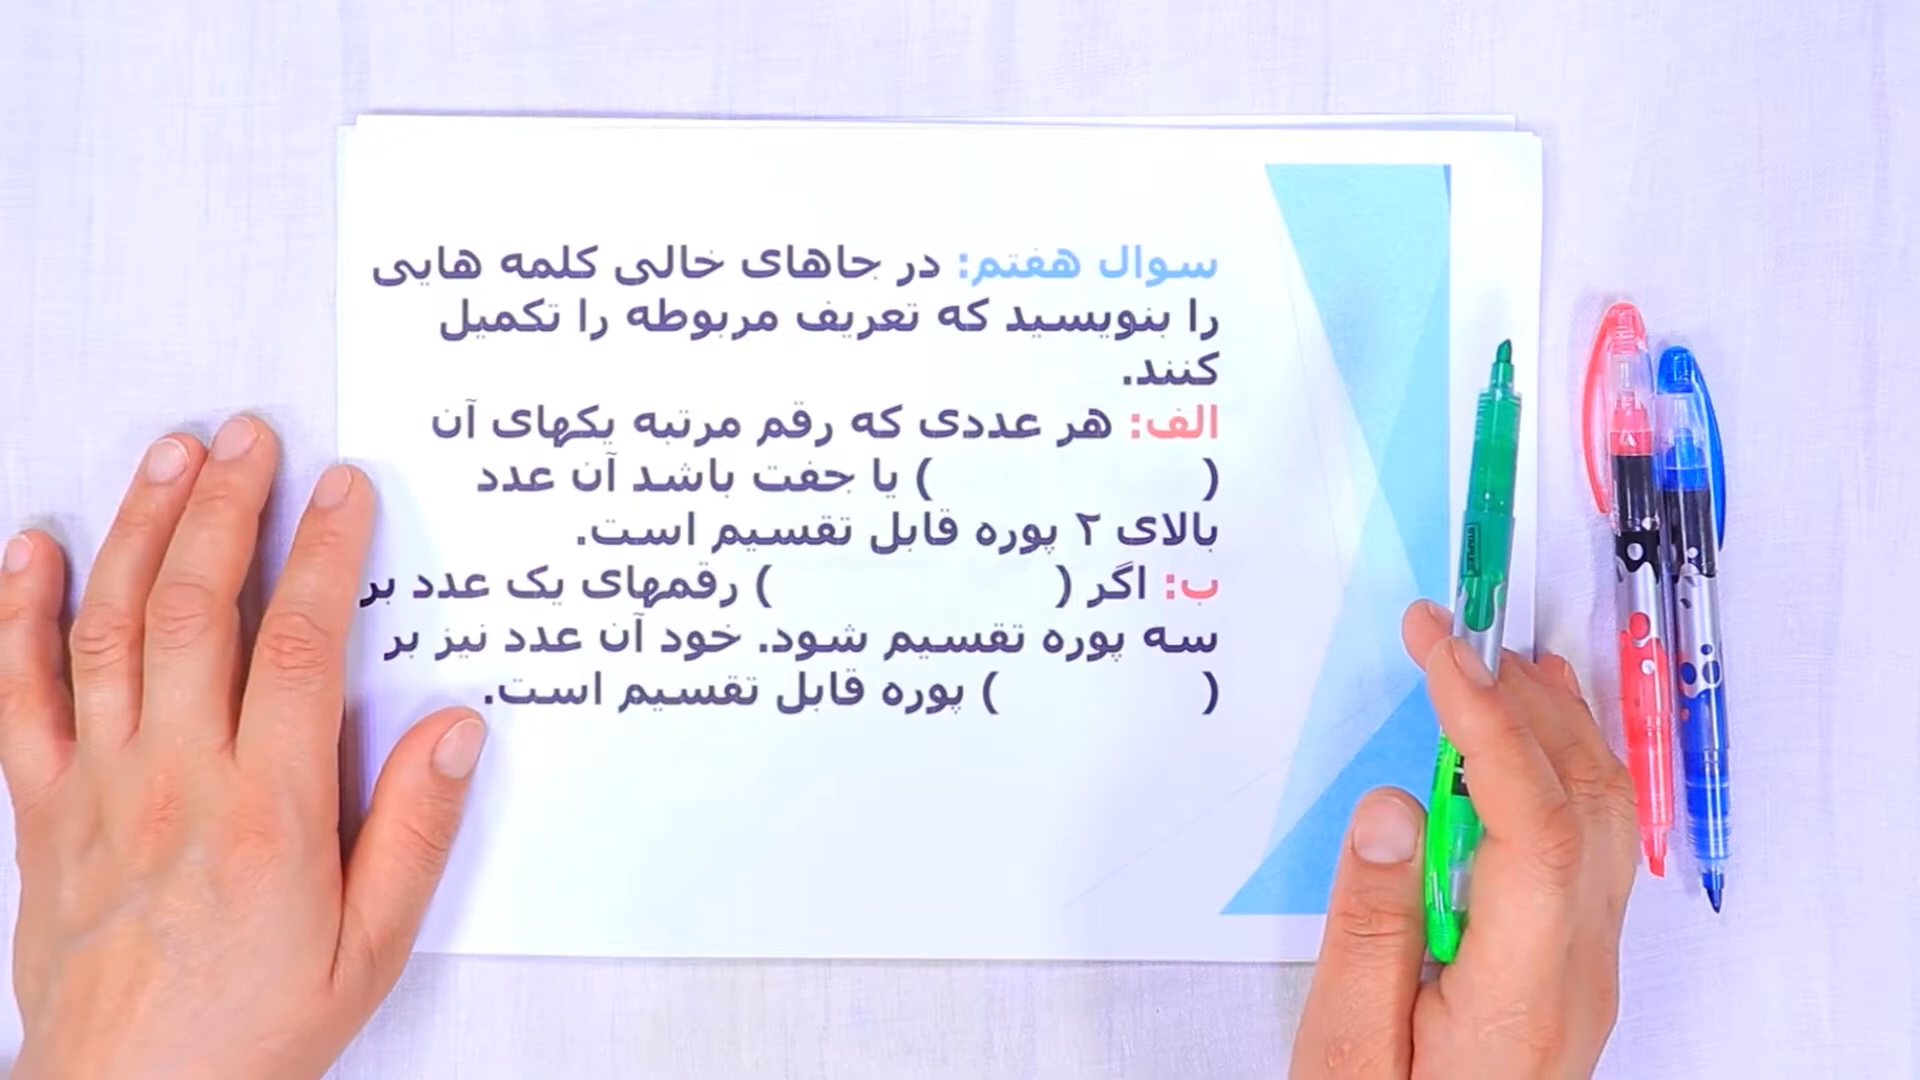 سوال هفتم: در جاهای خالی کلمه هایی
را بنویسید که تعریف مربوطه را تکمیل
کنند.
الف: هر عددی که رقم مرتبه یکهای آن
(            ) یا جفت باشد آن عدد
بالای ۲ پوره قابل تقسیم است.
ب: اگر (            ) رقمهای یک عدد بر
سه پوره تقسیم شود. خود آن عدد نیز بر
(            ) پوره قابل تقسیم است.